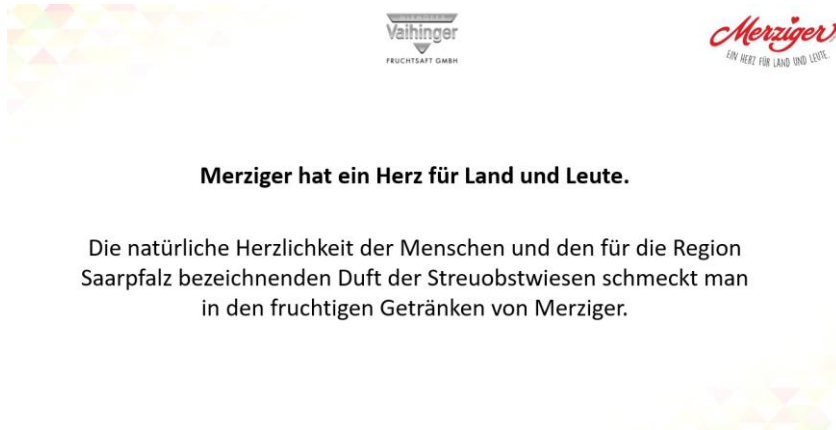 Vaihinger
FRUCHTSAFT GMBH
Merziger
EIN HERZ FÜR LAND UND LEUTE.
Merziger hat ein Herz für Land und Leute.
Die natürliche Herzlichkeit der Menschen und den für die Region
Saarpfalz bezeichnenden Duft der Streuobstwiesen schmeckt man
in den fruchtigen Getränken von Merziger.